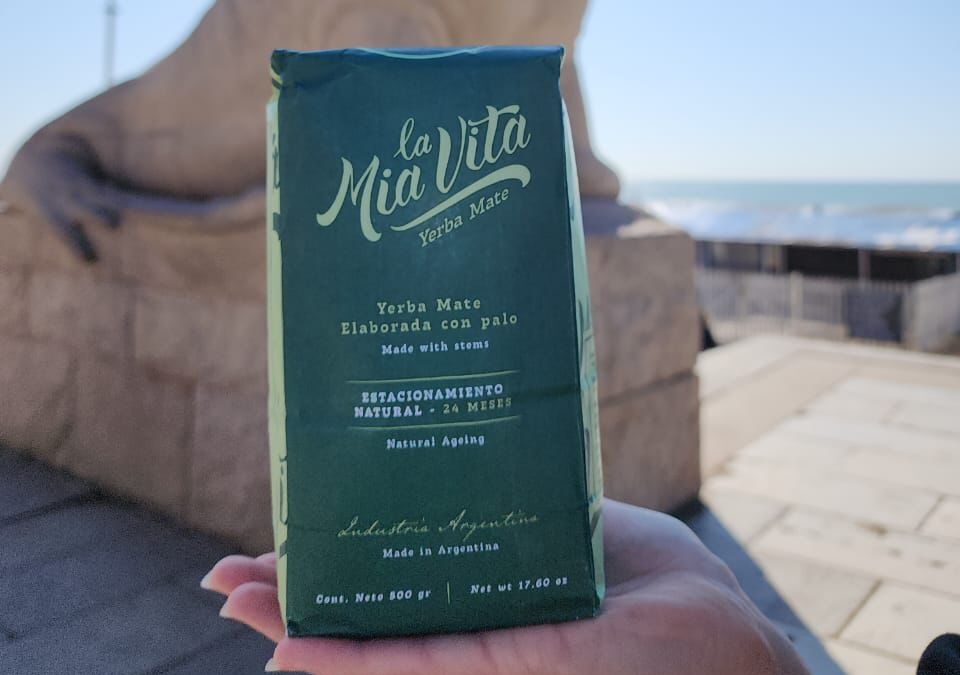 la
Mia Vita
Yerba Mate
Yerba Mate
Elaborada con palo
Made with stems
ESTACIONAMIENTO
NATURAL - 24 MESES
Natural Ageing
Industria Argentina
Made in Argentina
Cont. Neto 500 gr | Net wt 17.60 oz